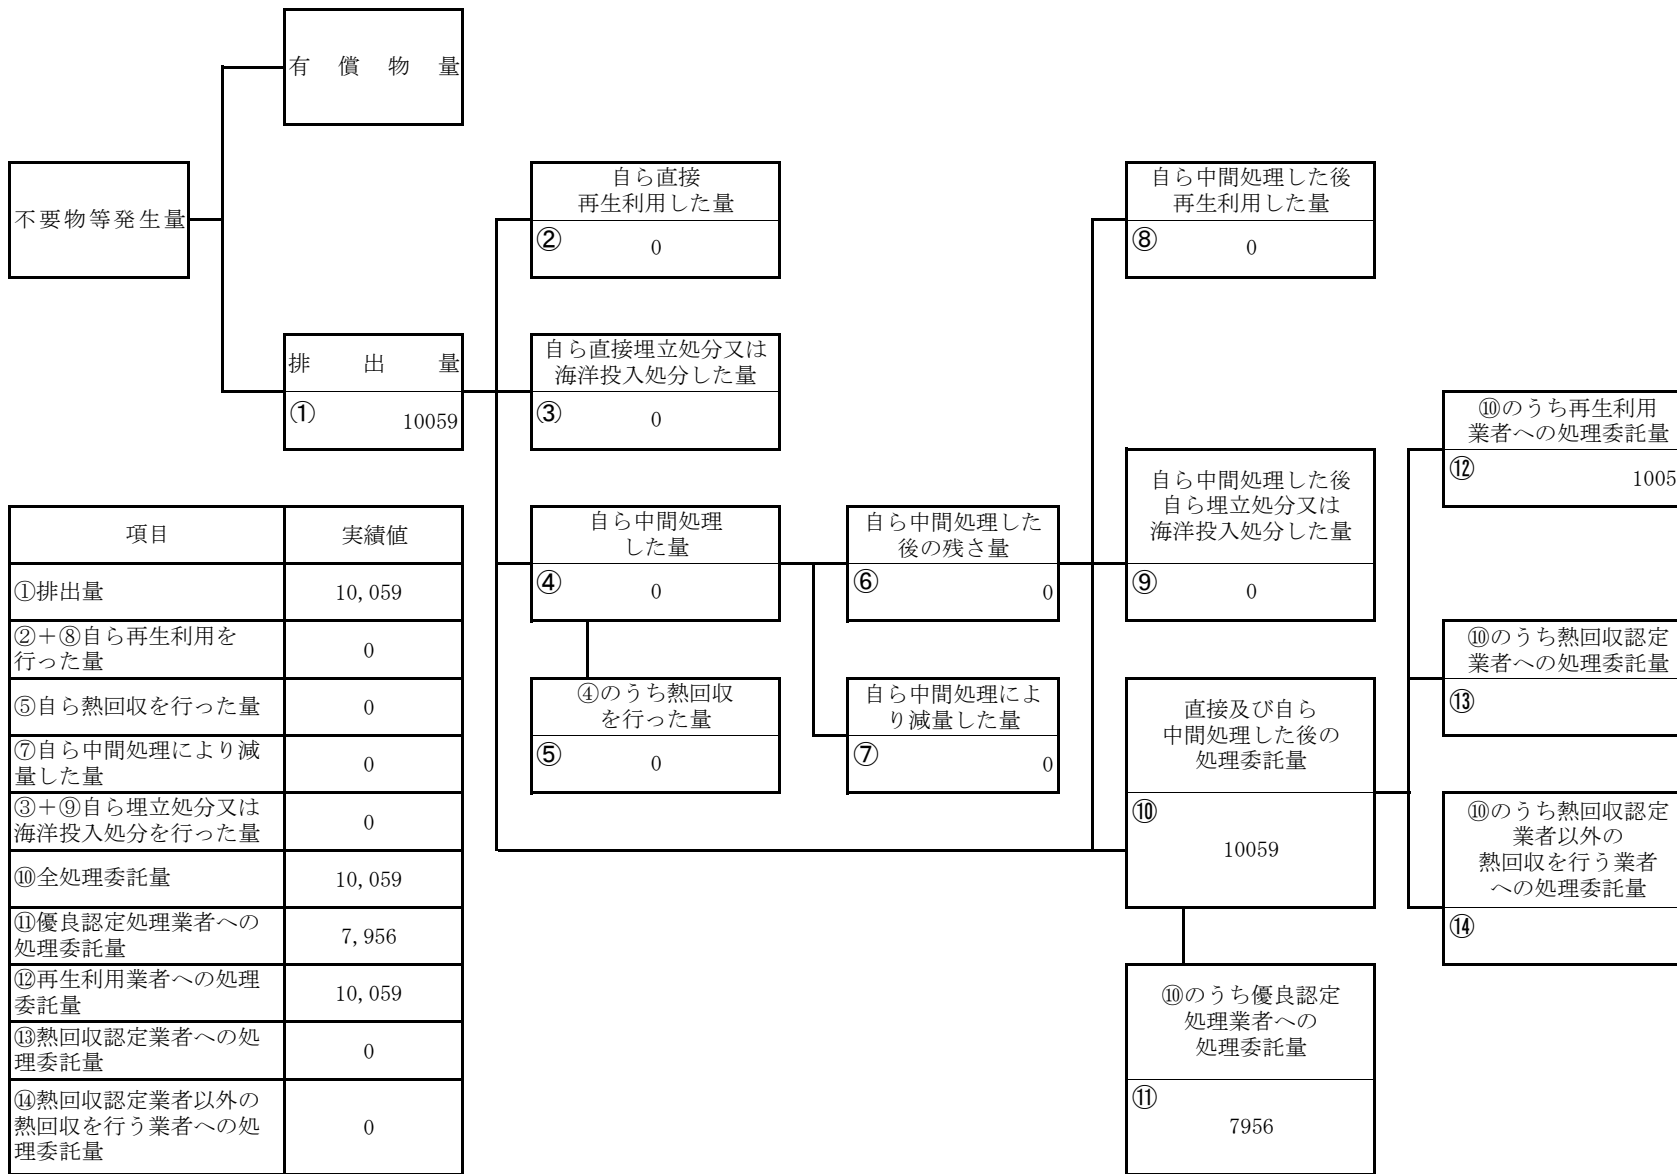 有償物量
不要物等発生量
自ら直接
再生利用した量
②
0
自ら中間処理した後
再生利用した量
⑧
0
排出量
①
10059
自ら直接埋立処分又は
海洋投入処分した量
③
0
⑩のうち再生利用
業者への処理委託量
⑫
1005
自ら中間処理した後
自ら埋立処分又は
海洋投入処分した量
⑨
0
自ら中間処理
した量
④
0
自ら中間処理した
後の残さ量
⑥
0
⑩のうち熱回収認定
業者への処理委託量
⑬
④のうち熱回収
を行った量
⑤
0
自ら中間処理によ
り減量した量
⑦
0
直接及び自ら
中間処理した後の
処理委託量
⑩
10059
⑩のうち熱回収認定
業者以外の
熱回収を行う業者
への処理委託量
⑭
⑩のうち優良認定
処理業者への
処理委託量
⑪
7956
項目 実績値
①排出量 10,059
②＋⑧自ら再生利用を
行った量 0
⑤自ら熱回収を行った量 0
⑦自ら中間処理により減
量した量 0
③＋⑨自ら埋立処分又は
海洋投入処分を行った量 0
⑩全処理委託量 10,059
⑪優良認定処理業者への
処理委託量 7,956
⑫再生利用業者への処理
委託量 10,059
⑬熱回収認定業者への処
理委託量 0
⑭熱回収認定業者以外の
熱回収を行う業者への処
理委託量 0